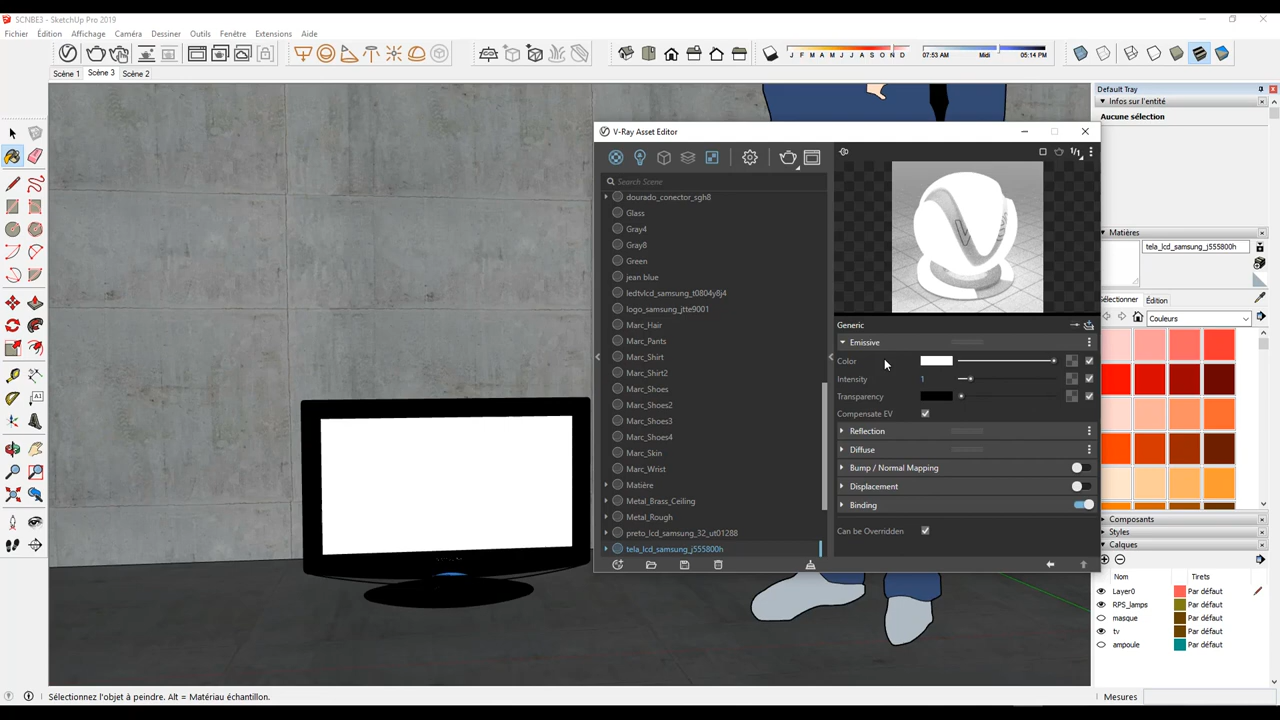 SCNBE3 - SketchUp Pro 2019
Fichier Édition Affichage Caméra Dessiner Outils Fenêtre Extensions Aide
J F M A M J J A S O N D
07:53 AM Midi 05:14 PM
Scène 1 Scène 3 Scène 2
V-Ray Asset Editor
Search Scene
dourado_conector_sgh8
Glass
Gray4
Gray8
Green
jean blue
ledtvlcd_samsung_t0804y8j4
logo_samsung_jtte9001
Marc_Hair
Marc_Pants
Marc_Shirt
Marc_Shirt2
Marc_Shoes
Marc_Shoes2
Marc_Shoes3
Marc_Shoes4
Marc_Skin
Marc_Wrist
Matière
Metal_Brass_Ceiling
Metal_Rough
preto_lcd_samsung_32_ut01288
tela_lcd_samsung_j555800h
1/1
Generic
Emissive
Color
Intensity 1
Transparency
Compensate EV
Reflection
Diffuse
Bump / Normal Mapping
Displacement
Binding
Can be Overridden
Default Tray
Infos sur l'entité
Aucune sélection
Matières
tela_lcd_samsung_j555800h
Sélectionner Édition
Couleurs
Composants
Styles
Calques
Nom Tirets
Layer0 Par défaut
RPS_lamps Par défaut
masque Par défaut
tv Par défaut
ampoule Par défaut
Sélectionnez l'objet à peindre. Alt = Matériau échantillon.
Mesures